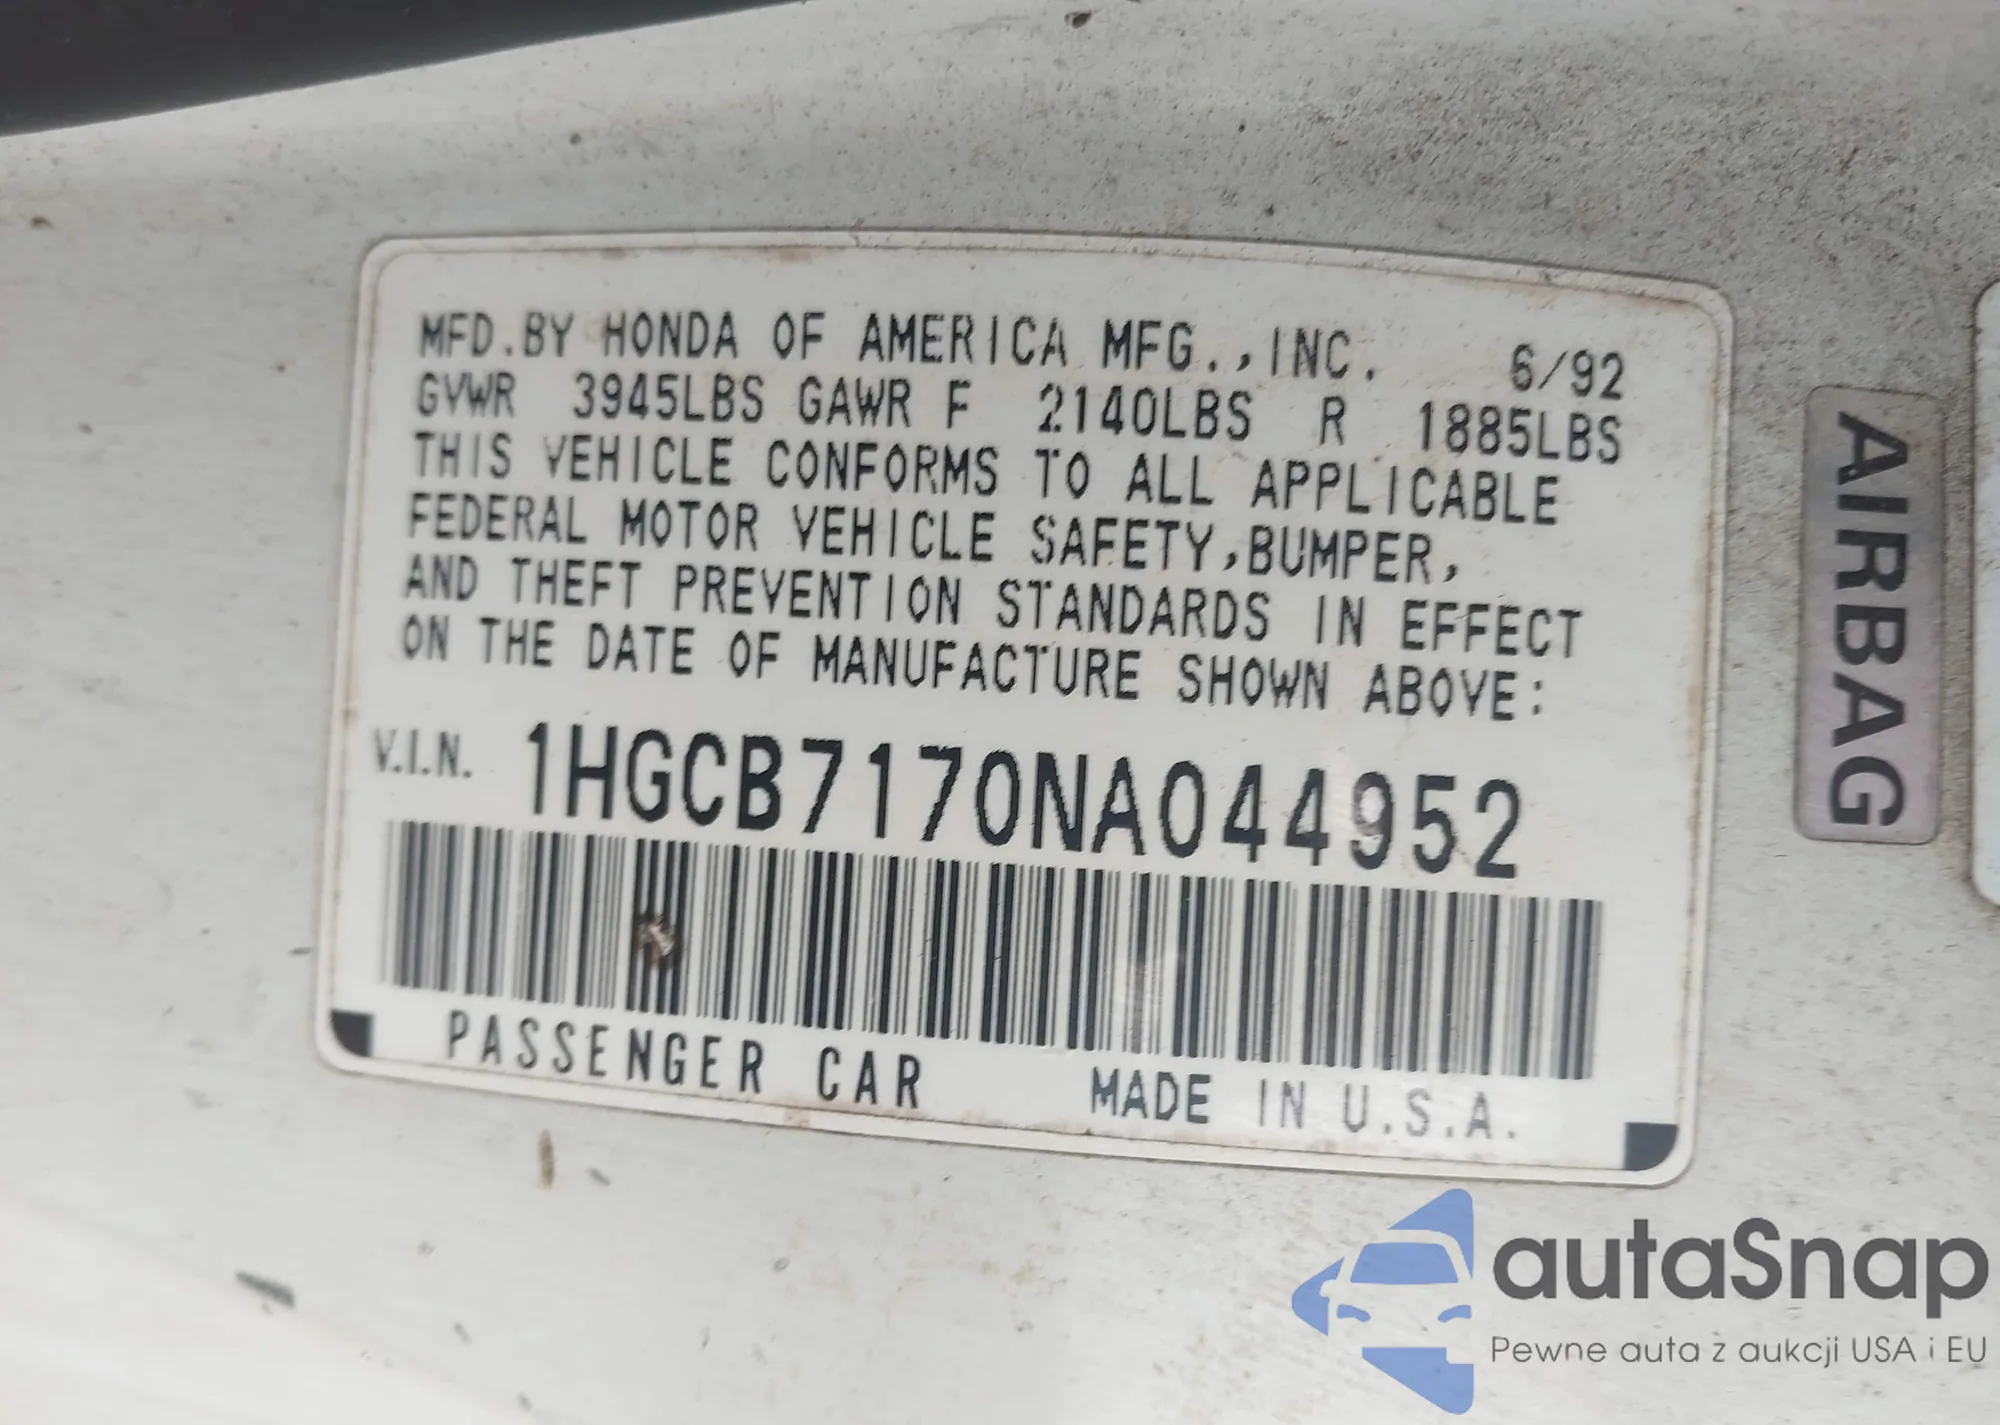 MFD.BY HONDA OF AMERICA MFG.,INC. 6/92
GVWR 3945LBS GAWR F 2140LBS R 1885LBS
THIS VEHICLE CONFORMS TO ALL APPLICABLE
FEDERAL MOTOR VEHICLE SAFETY,BUMPER,
AND THEFT PREVENTION STANDARDS IN EFFECT
ON THE DATE OF MANUFACTURE SHOWN ABOVE:
V.I.N. 1HGCB7170NA044952
PASSENGER CAR MADE IN U.S.A.
AIRBAG
autaSnap
Pewne auta z aukcji USA i EU